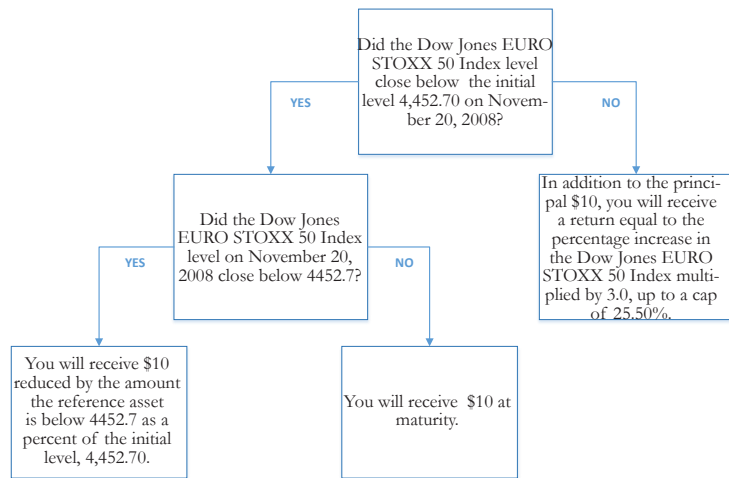 Did the Dow Jones EURO
STOXX 50 Index level
close below the initial
level 4,452.70 on Novem-
ber 20, 2008?
YES
NO
Did the Dow Jones
EURO STOXX 50 Index
level on November 20,
2008 close below 4452.7?
In addition to the princi-
pal $10, you will receive
a return equal to the
percentage increase in
the Dow Jones EURO
STOXX 50 Index multi-
plied by 3.0, up to a cap
of 25.50%.
YES
NO
You will receive $10
reduced by the amount
the reference asset
is below 4452.7 as a
percent of the initial
level, 4,452.70.
You will receive $10 at
maturity.